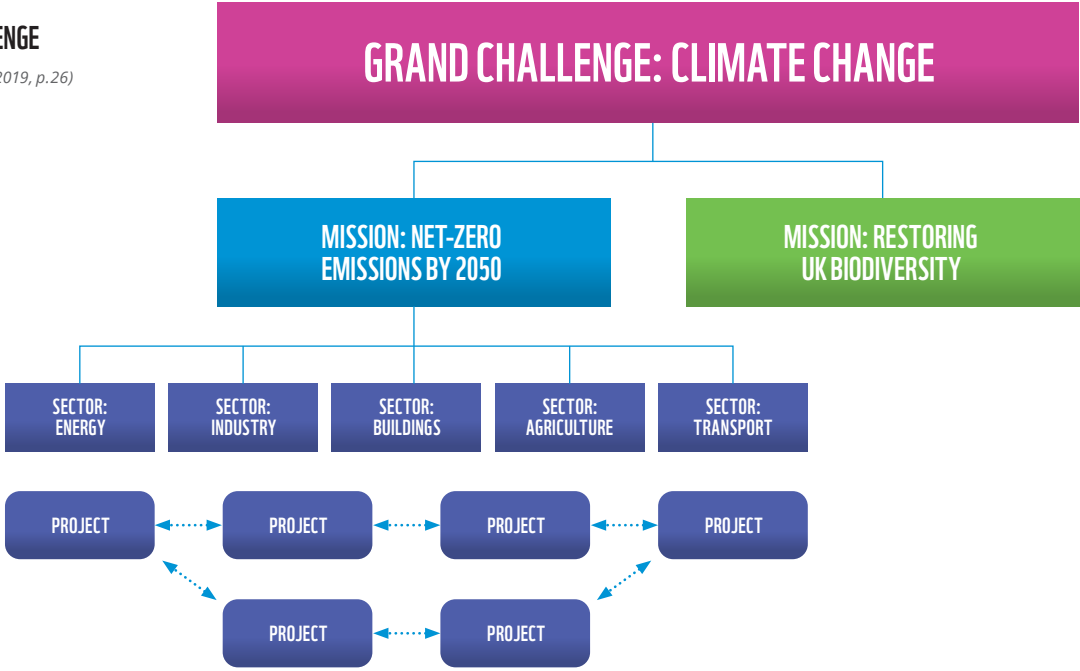 2019, p.26)
GRAND CHALLENGE: CLIMATE CHANGE
MISSION: NET-ZERO
EMISSIONS BY 2050
MISSION: RESTORING
UK BIODIVERSITY
SECTOR:
ENERGY
SECTOR:
INDUSTRY
SECTOR:
BUILDINGS
SECTOR:
AGRICULTURE
SECTOR:
TRANSPORT
PROJECT
PROJECT
PROJECT
PROJECT
PROJECT
PROJECT